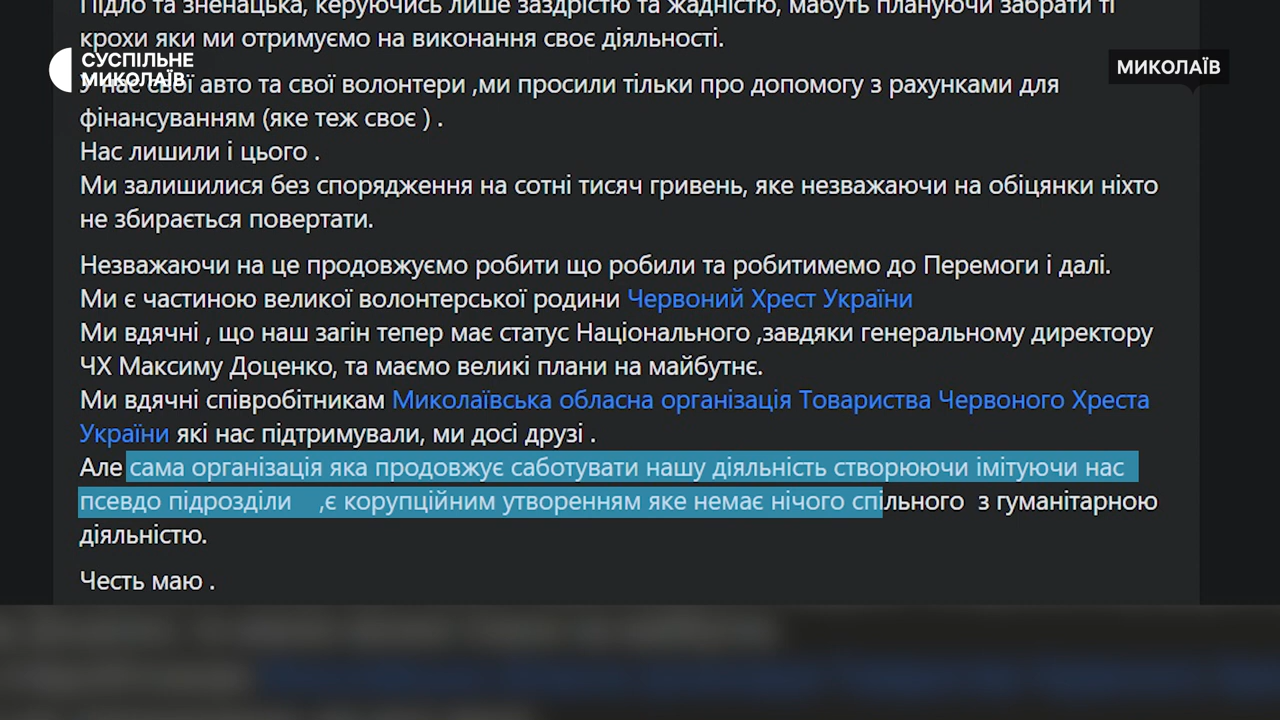 Підло та зненацька, керуючись лише заздрістю та жадністю, мабуть плануючи забрати ті
крохи яки ми отримуємо на виконання своє діяльності.
СУСПІЛЬНЕ
МИКОЛАЇВ
МИКОЛАЇВ
У нас свої авто та свої волонтери ,ми просили тільки про допомогу з рахунками для
фінансуванням (яке теж своє ) .
Нас лишили і цього .
Ми залишилися без спорядження на сотні тисяч гривень, яке незважаючи на обіцянки ніхто
не збирається повертати.
Незважаючи на це продовжуємо робити що робили та робитимемо до Перемоги і далі.
Ми є частиною великої волонтерської родини Червоний Хрест України
Ми вдячні , що наш загін тепер має статус Національного ,завдяки генеральному директору
ЧХ Максиму Доценко, та маємо великі плани на майбутнє.
Ми вдячні співробітникам Миколаївська обласна організація Товариства Червоного Хреста
України які нас підтримували, ми досі друзі .
Але сама організація яка продовжує саботувати нашу діяльність створюючи імітуючи нас
псевдо підрозділи ,є корупційним утворенням яке немає нічого спільного з гуманітарною
діяльністю.
Честь маю .